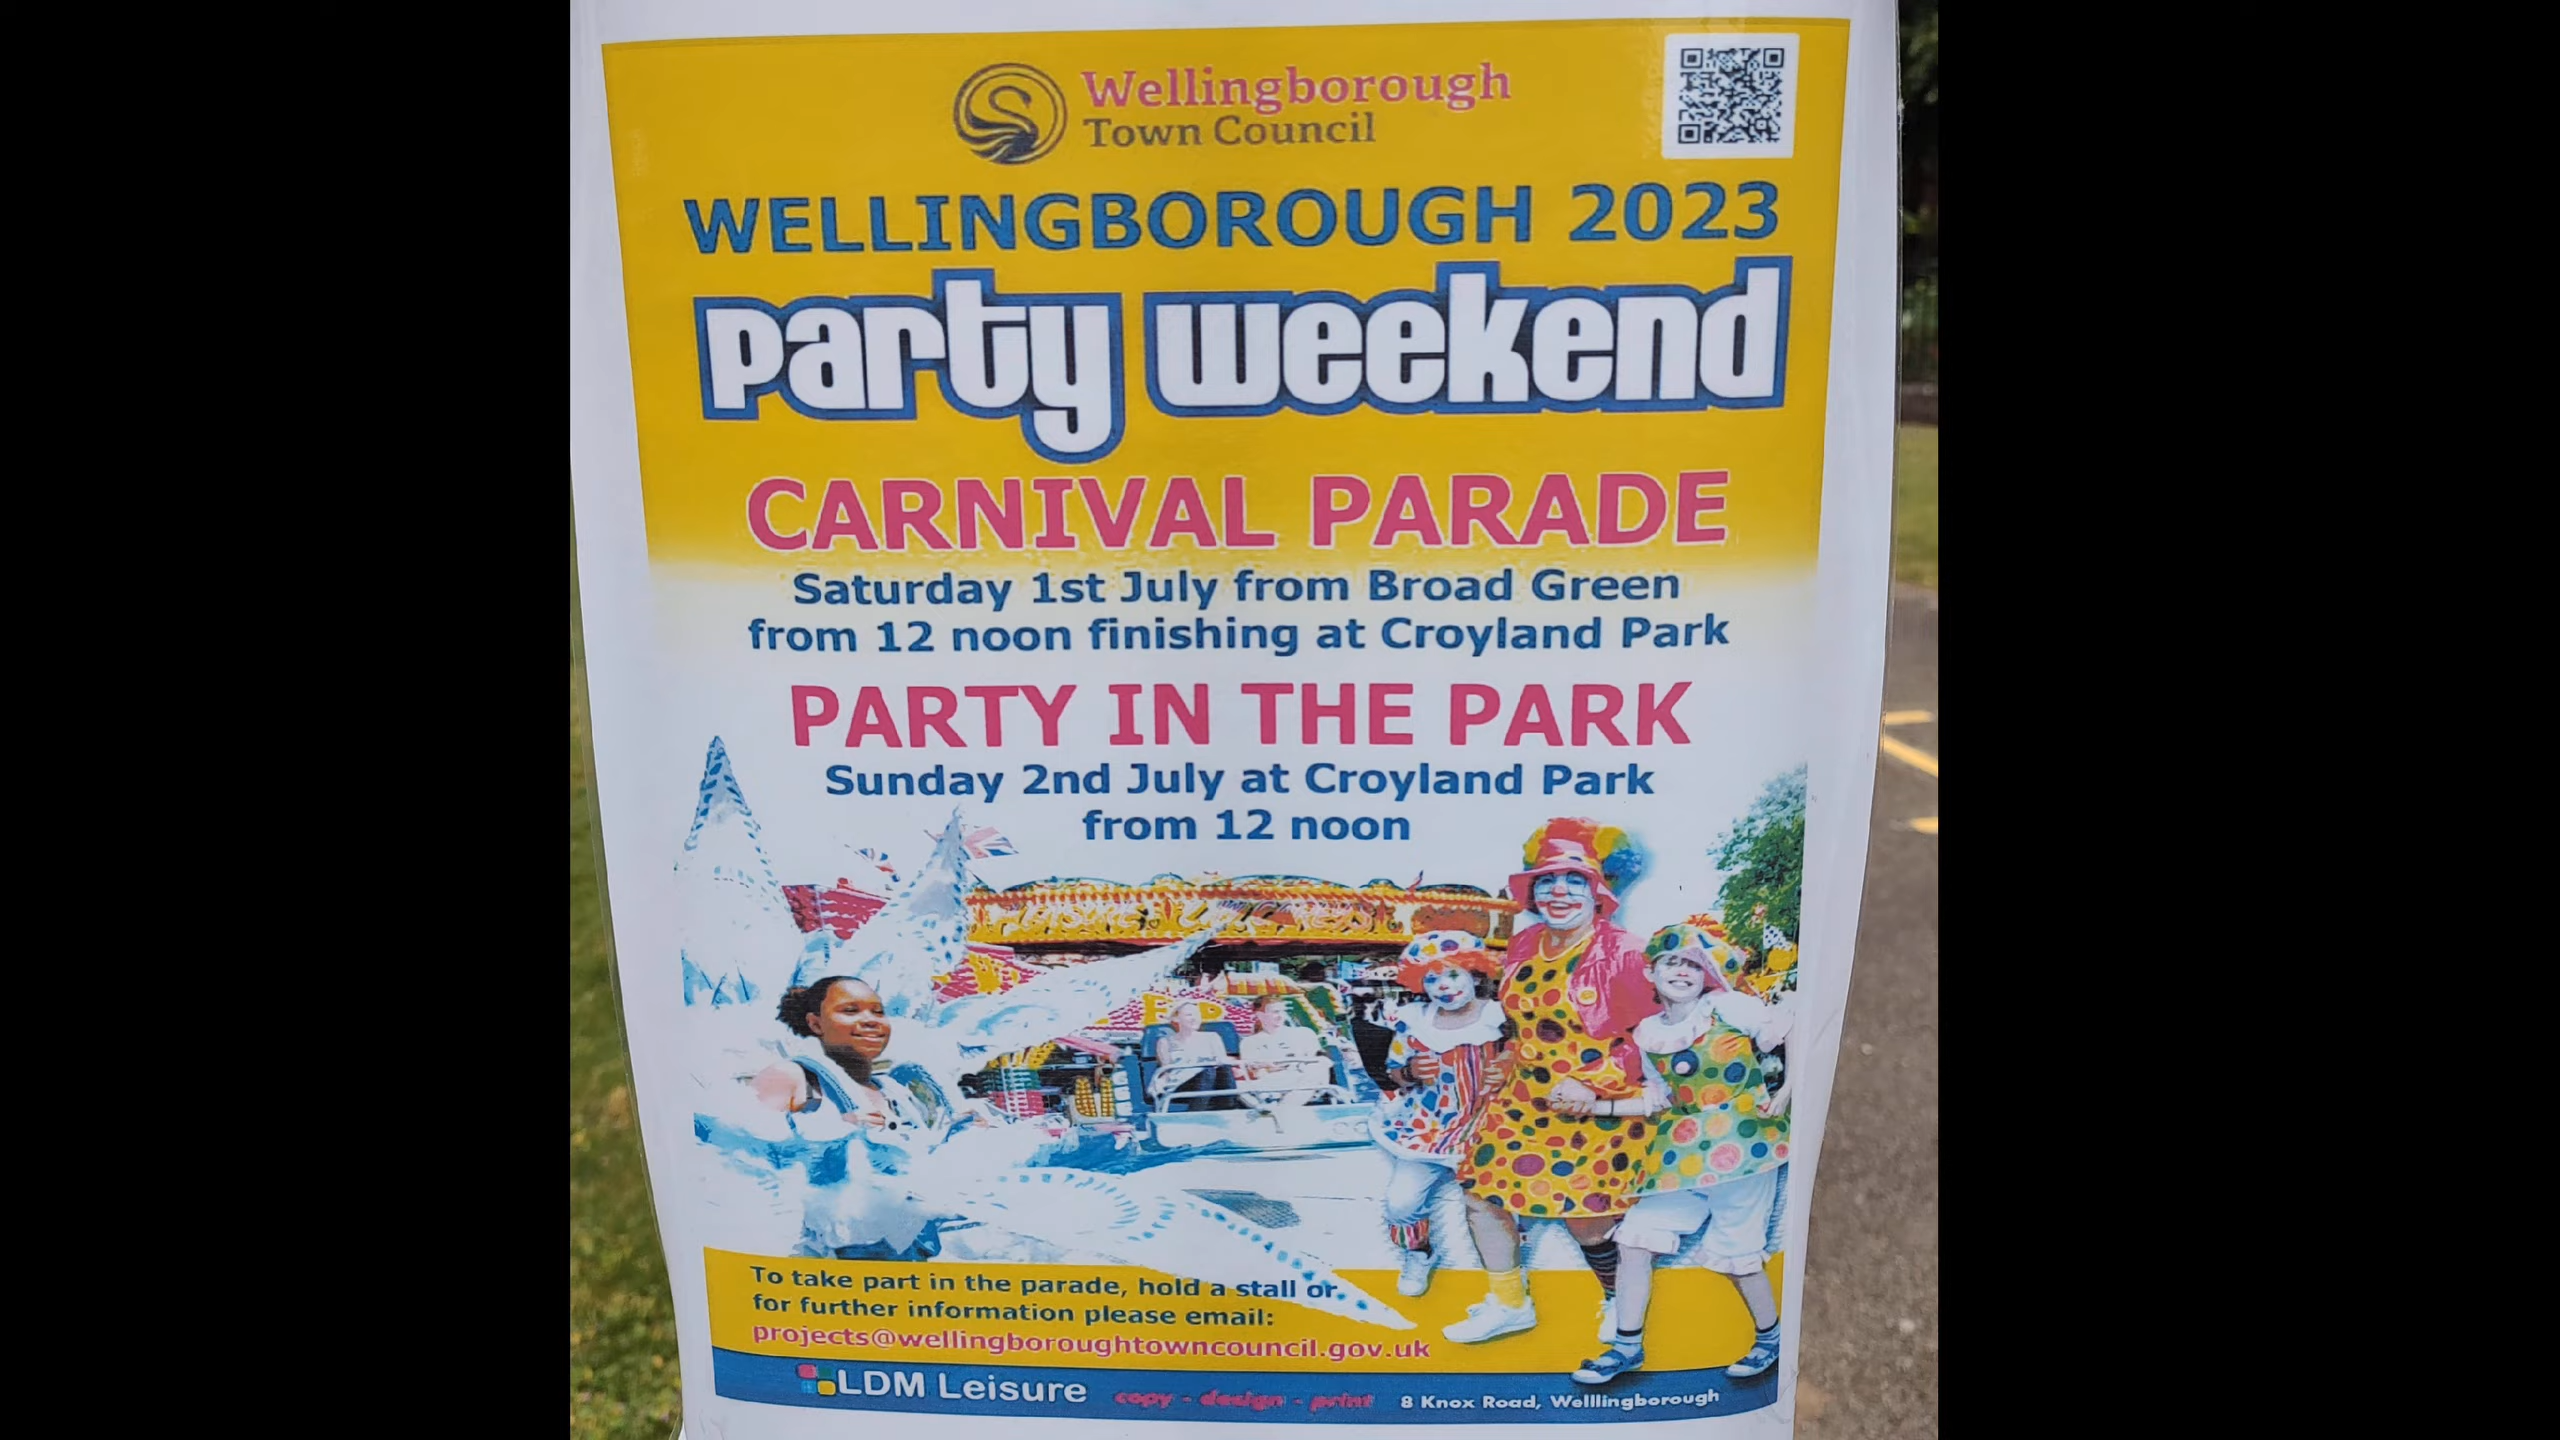 Wellingborough
Town Council
WELLINGBOROUGH 2023
party weekend
CARNIVAL PARADE
Saturday 1st July from Broad Green
from 12 noon finishing at Croyland Park
PARTY IN THE PARK
Sunday 2nd July at Croyland Park
from 12 noon
To take part in the parade, hold a stall or
for further information please email:
projects@wellingboroughtowncouncil.gov.uk
LDM Leisure copy - design - print 8 Knox Road, Welllingborough